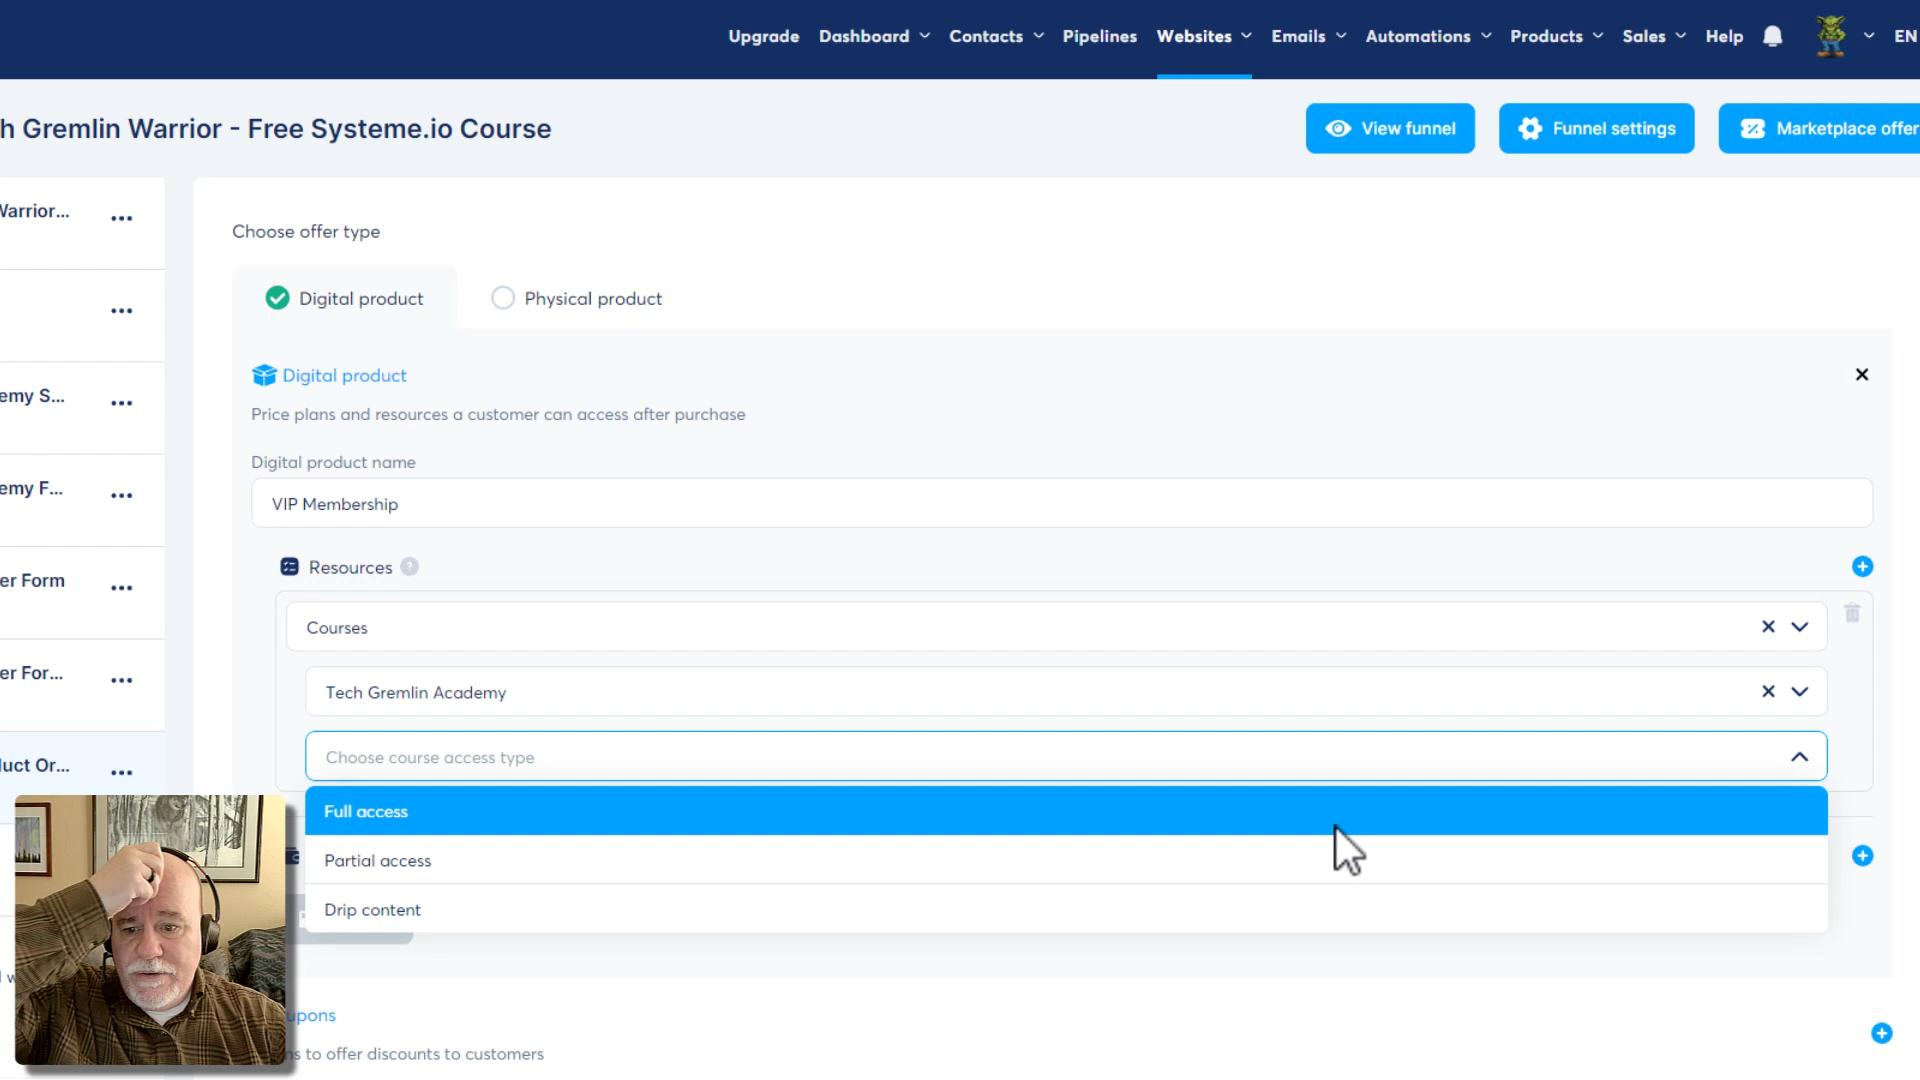 Upgrade Dashboard Contacts Pipelines Websites Emails Automations Products Sales Help EN
h Gremlin Warrior - Free Systeme.io Course
View funnel
Funnel settings
Marketplace offer
Warrior...
Choose offer type
Digital product
Physical product
Digital product
Price plans and resources a customer can access after purchase
emy S...
Digital product name
emy F...
VIP Membership
Resources ?
er Form
Courses
er For...
Tech Gremlin Academy
Choose course access type
uct Or...
Full access
Partial access
Drip content
upons
to offer discounts to customers